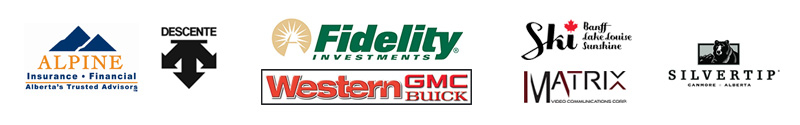 ALPINE
Insurance • Financial
Alberta's Trusted Advisors
DESCENTE
Fidelity®
INVESTMENTS
Western GMC
BUICK
Ski Banff
Lake Louise
Sunshine
MATRIX
VIDEO COMMUNICATIONS CORP.
SILVERTIP
CANMORE • ALBERTA